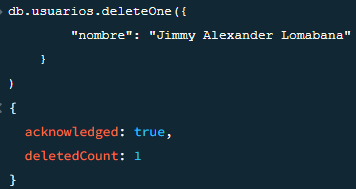 db.usuarios.deleteOne({
"nombre": "Jimmy Alexander Lomabana"
}
)
{
acknowledged: true,
deletedCount: 1
}